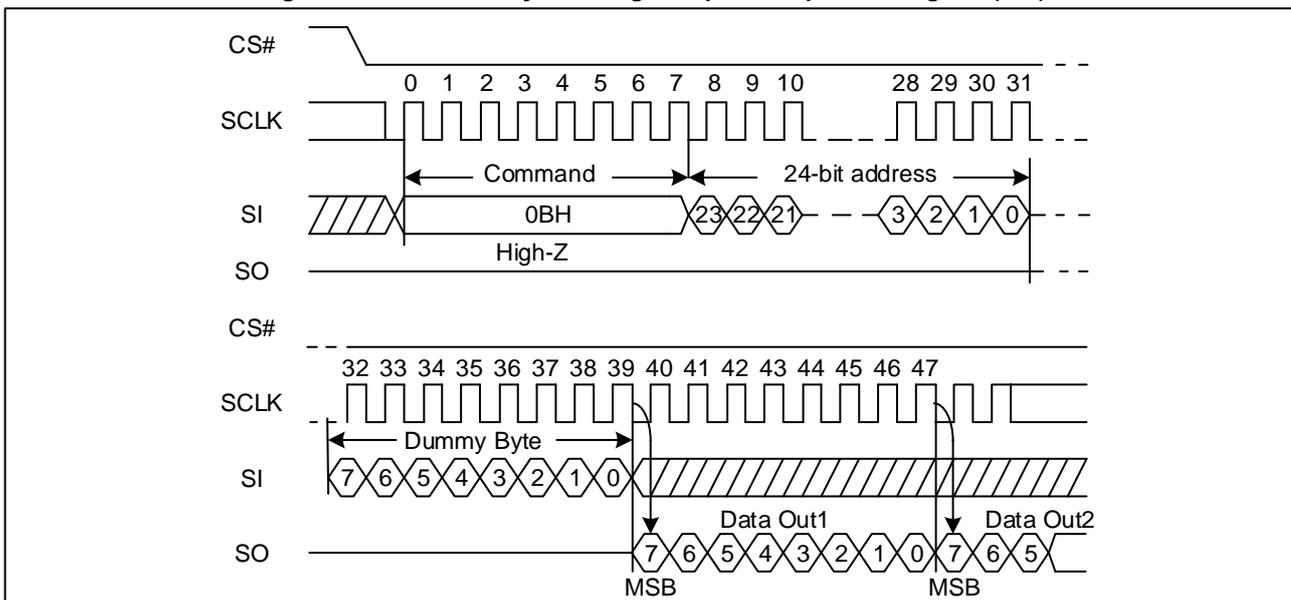 CS#
0 1 2 3 4 5 6 7 8 9 10 28 29 30 31
SCLK
Command 24-bit address
SI 0BH 23 22 21 3 2 1 0
High-Z
SO
CS#
32 33 34 35 36 37 38 39 40 41 42 43 44 45 46 47
SCLK
Dummy Byte
SI 7 6 5 4 3 2 1 0
Data Out1 Data Out2
SO 7 6 5 4 3 2 1 0 7 6 5
MSB MSB